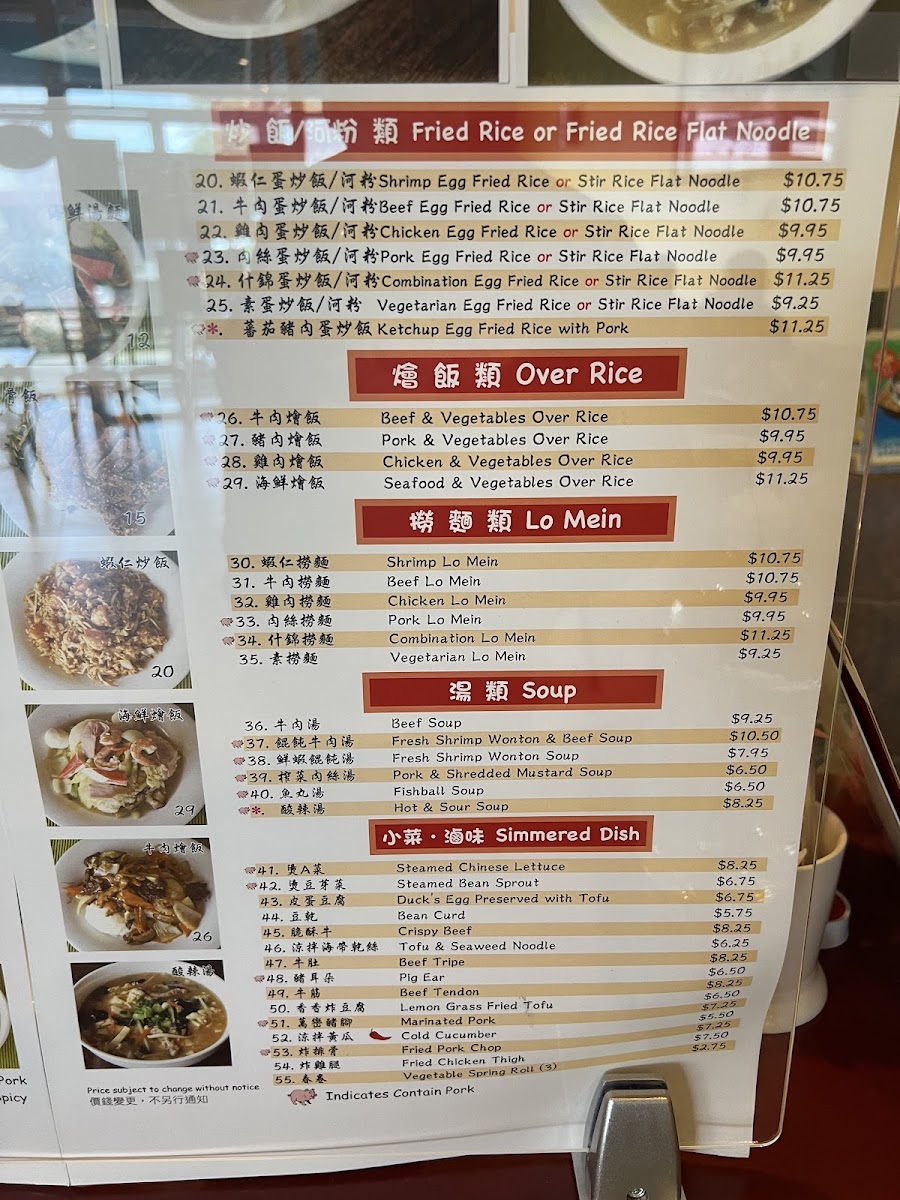 炒 飯/河粉 類 Fried Rice or Fried Rice Flat Noodle
20. 蝦仁蛋炒飯/河粉 Shrimp Egg Fried Rice or Stir Rice Flat Noodle $10.75
21. 牛肉蛋炒飯/河粉 Beef Egg Fried Rice or Stir Rice Flat Noodle $10.75
22. 雞肉蛋炒飯/河粉 Chicken Egg Fried Rice or Stir Rice Flat Noodle $9.95
23. 肉絲蛋炒飯/河粉 Pork Egg Fried Rice or Stir Rice Flat Noodle $9.95
24. 什錦蛋炒飯/河粉 Combination Egg Fried Rice or Stir Rice Flat Noodle $11.25
25. 素蛋炒飯/河粉 Vegetarian Egg Fried Rice or Stir Rice Flat Noodle $9.25
*. 蕃茄豬肉蛋炒飯 Ketchup Egg Fried Rice with Pork $11.25
燴 飯 類 Over Rice
26. 牛肉燴飯 Beef & Vegetables Over Rice $10.75
27. 豬肉燴飯 Pork & Vegetables Over Rice $9.95
28. 雞肉燴飯 Chicken & Vegetables Over Rice $9.95
29. 海鮮燴飯 Seafood & Vegetables Over Rice $11.25
撈 麵 類 Lo Mein
30. 蝦仁撈麵 Shrimp Lo Mein $10.75
31. 牛肉撈麵 Beef Lo Mein $10.75
32. 雞肉撈麵 Chicken Lo Mein $9.95
33. 肉絲撈麵 Pork Lo Mein $9.95
34. 什錦撈麵 Combination Lo Mein $11.25
35. 素撈麵 Vegetarian Lo Mein $9.25
湯 類 Soup
36. 牛肉湯 Beef Soup $9.25
37. 餛飩牛肉湯 Fresh Shrimp Wonton & Beef Soup $10.50
38. 鮮蝦餛飩湯 Fresh Shrimp Wonton Soup $7.95
39. 榨菜肉絲湯 Pork & Shredded Mustard Soup $6.50
40. 魚丸湯 Fishball Soup $6.50
*. 酸辣湯 Hot & Sour Soup $8.25
小菜·滷味 Simmered Dish
41. 燙A菜 Steamed Chinese Lettuce $8.25
42. 燙豆芽菜 Steamed Bean Sprout $6.75
43. 皮蛋豆腐 Duck's Egg Preserved with Tofu $6.75
44. 豆乾 Bean Curd $5.75
45. 脆酥牛 Crispy Beef $8.25
46. 涼拌海帶乾絲 Tofu & Seaweed Noodle $6.25
47. 牛肚 Beef Tripe $8.25
48. 豬耳朵 Pig Ear $6.50
49. 牛筋 Beef Tendon $8.25
50. 香香炸豆腐 Lemon Grass Fried Tofu $6.50
51. 萬巒豬腳 Marinated Pork $7.25
52. 涼拌黃瓜 Cold Cucumber $5.50
53. 炸排骨 Fried Pork Chop $7.25
54. 炸雞腿 Fried Chicken Thigh $7.50
55. 春卷 Vegetable Spring Roll (3) $2.75
Indicates Contain Pork
海鮮湯麵
12
骨飯
15
蝦仁炒飯
20
海鮮燴飯
29
牛肉燴飯
26
酸辣湯
Price subject to change without notice
價錢變更，不另行通知
Pork
picy